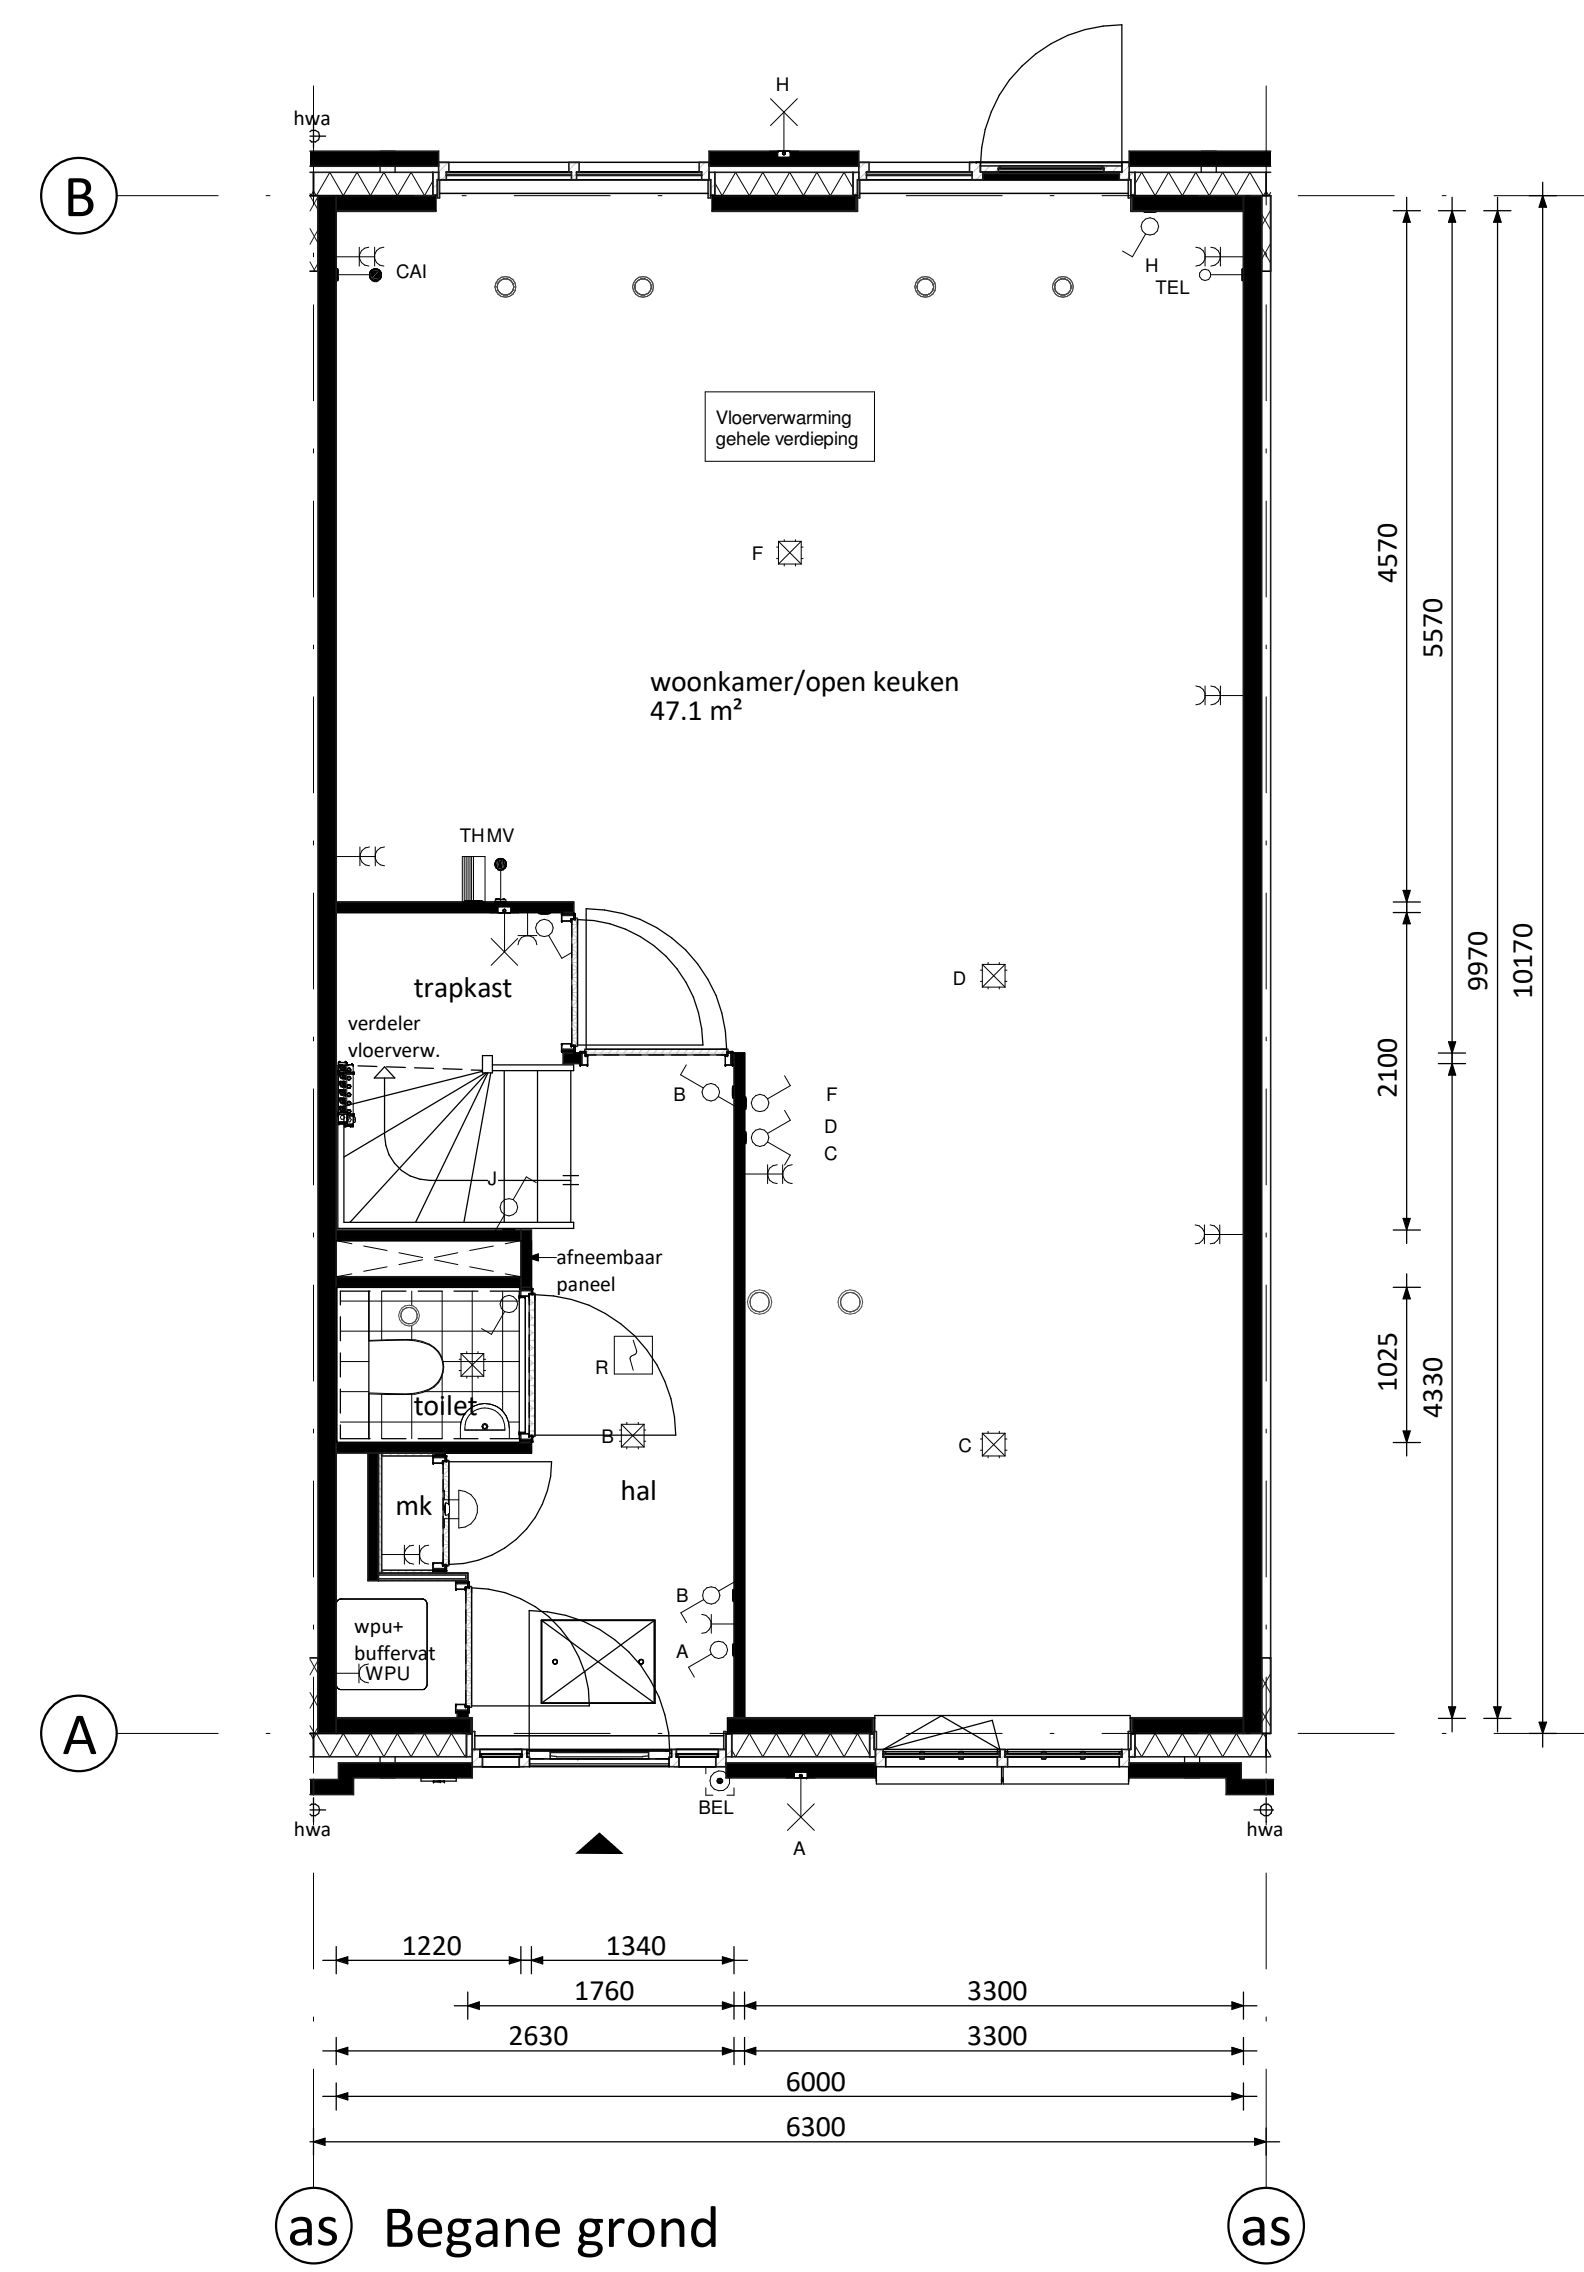 H
hwa
B
CAI
H
TEL
Vloerverwarming
gehele verdieping
F
4570
5570
woonkamer/open keuken
47.1 m²
THMV
9970
10170
trapkast
D
verdeler
vloerverw.
2100
B
F
D
C
J
afneembaar
paneel
R
1025
4330
toilet
B
C
hal
mk
B
wpu+
buffervat
WPU
A
A
BEL
hwa
A
hwa
1220
1340
1760
3300
2630
3300
6000
6300
as
Begane grond
as